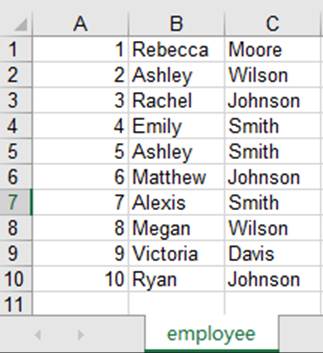 A B C
1 1 Rebecca Moore
2 2 Ashley Wilson
3 3 Rachel Johnson
4 4 Emily Smith
5 5 Ashley Smith
6 6 Matthew Johnson
7 7 Alexis Smith
8 8 Megan Wilson
9 9 Victoria Davis
10 10 Ryan Johnson
11
employee